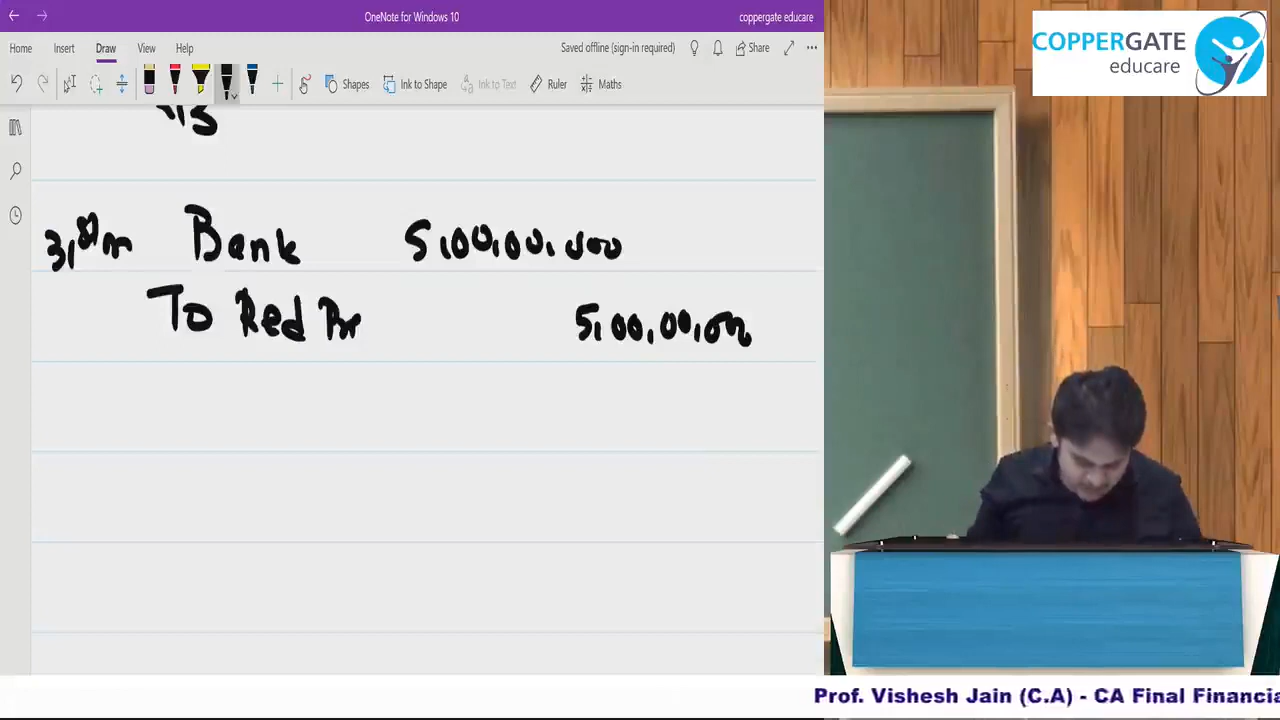 OneNote for Windows 10
coppergate educare
Home Insert Draw View Help
Saved offline (sign-in required)
Share
Shapes
Ink to Shape
Ink to Text
Ruler
Maths
COPPERGATE
educare
31st m Bank 5,00,00,000
To Red Pr 5,00,00,000
Prof. Vishesh Jain (C.A) - CA Final Financia